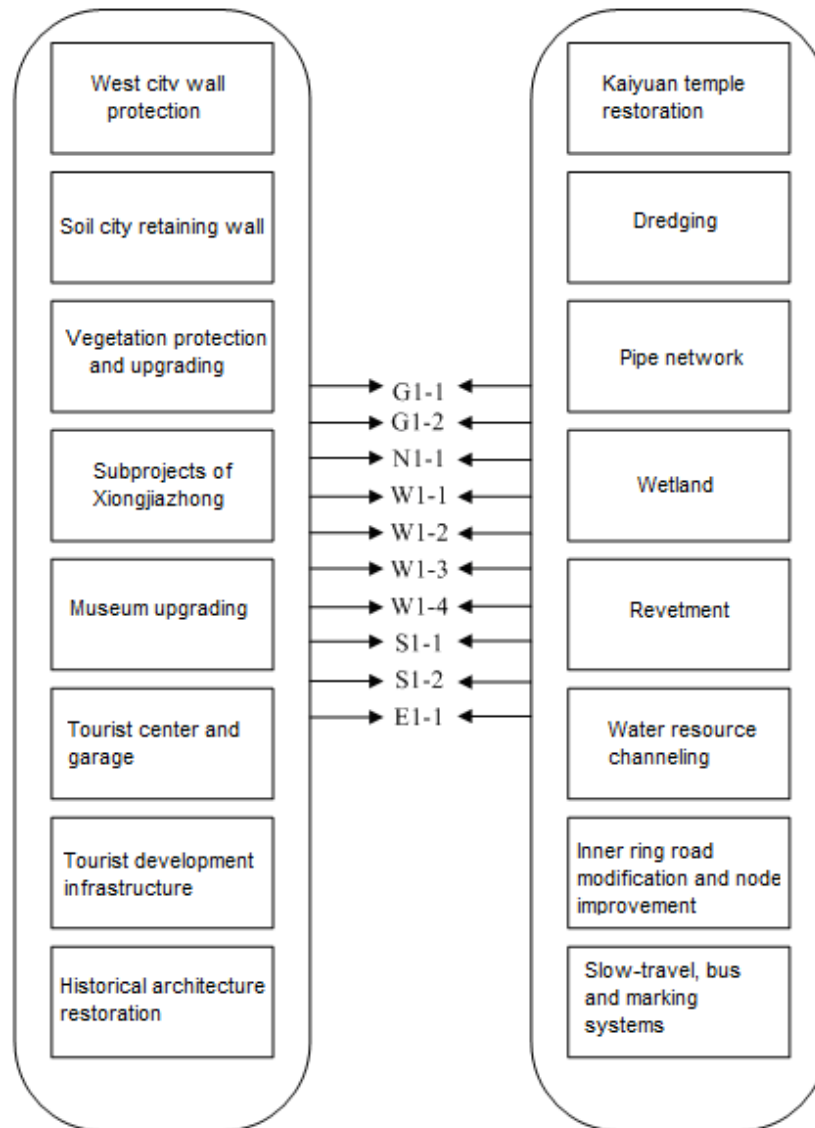 West city wall
protection
Soil city retaining wall
Vegetation protection
and upgrading
Subprojects of
Xiongjiazhong
Museum upgrading
Tourist center and
garage
Tourist development
infrastructure
Historical architecture
restoration
G1-1
G1-2
N1-1
W1-1
W1-2
W1-3
W1-4
S1-1
S1-2
E1-1
Kaiyuan temple
restoration
Dredging
Pipe network
Wetland
Revetment
Water resource
channeling
Inner ring road
modification and node
improvement
Slow-travel, bus
and marking
systems